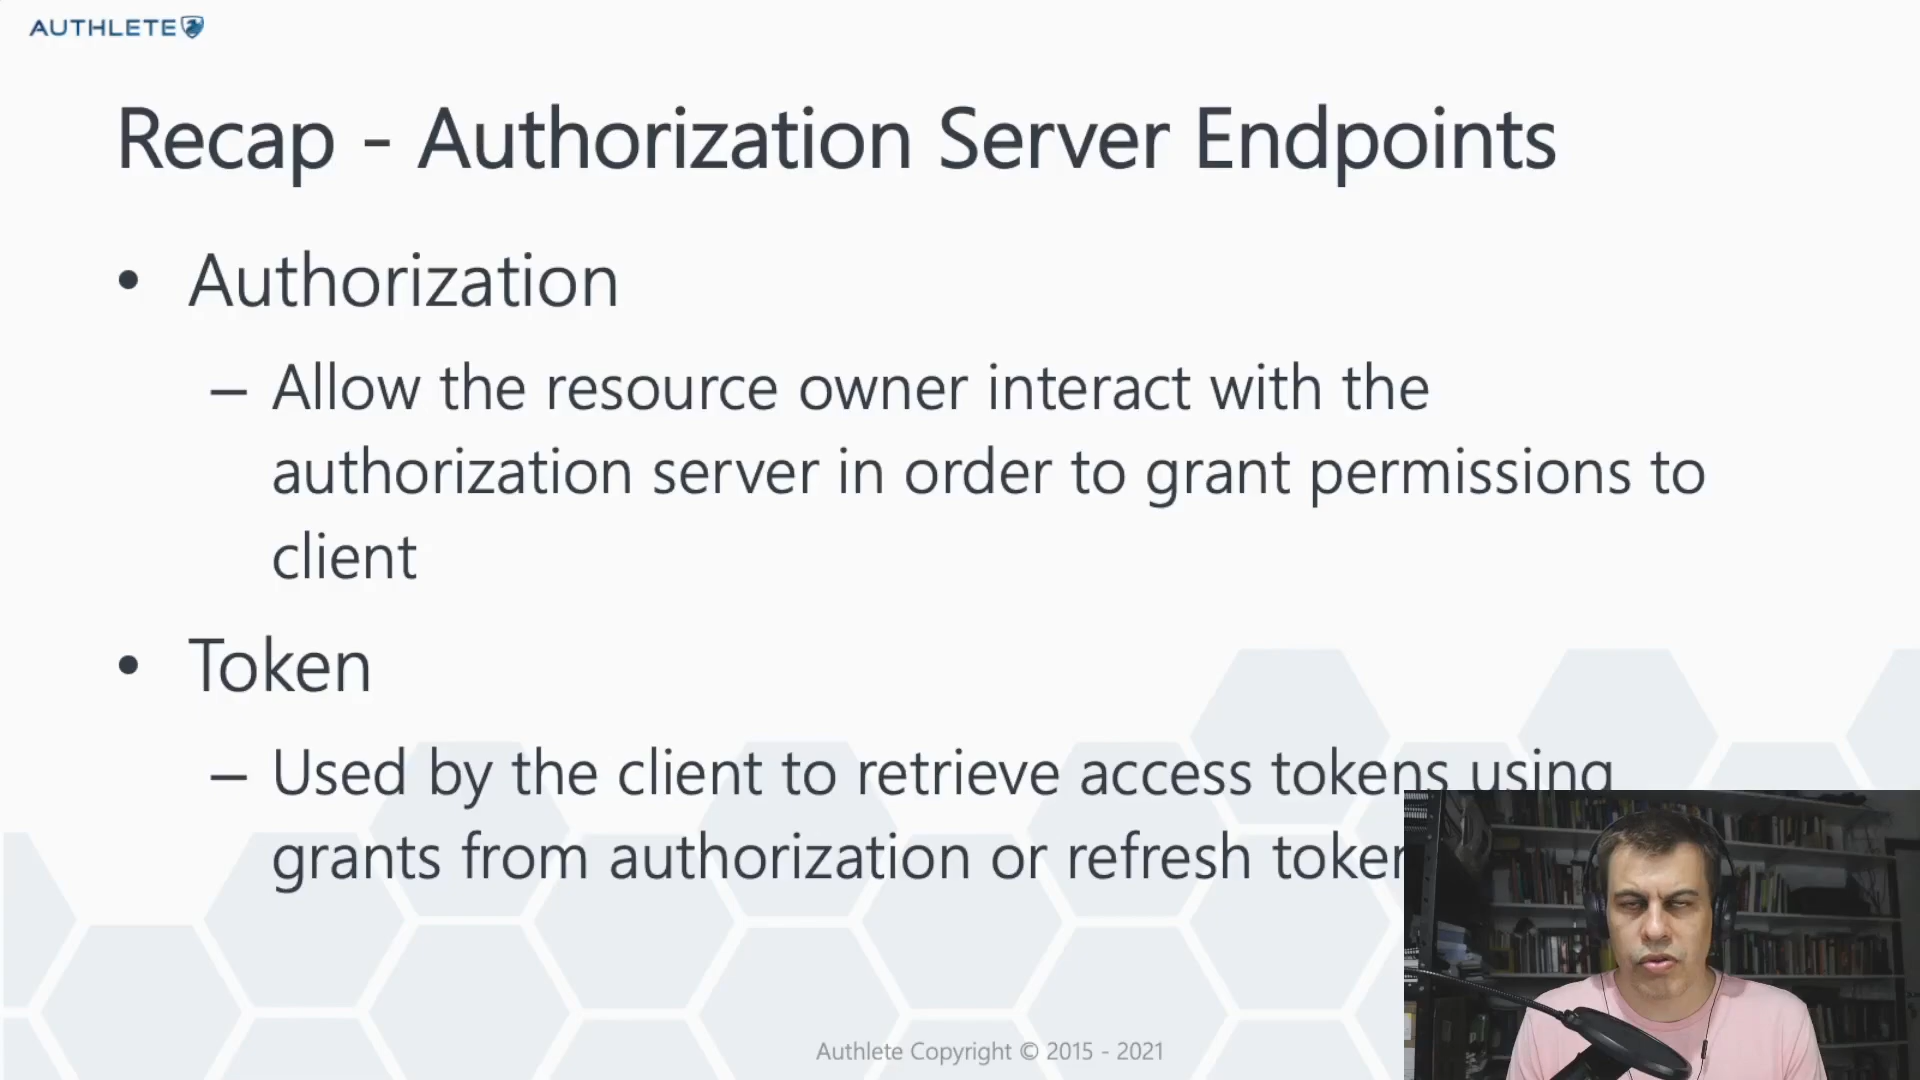 AUTHLETE
Recap - Authorization Server Endpoints
• Authorization
– Allow the resource owner interact with the
authorization server in order to grant permissions to
client
• Token
– Used by the client to retrieve access tokens using
grants from authorization or refresh
Authlete Copyright © 2015 - 2021